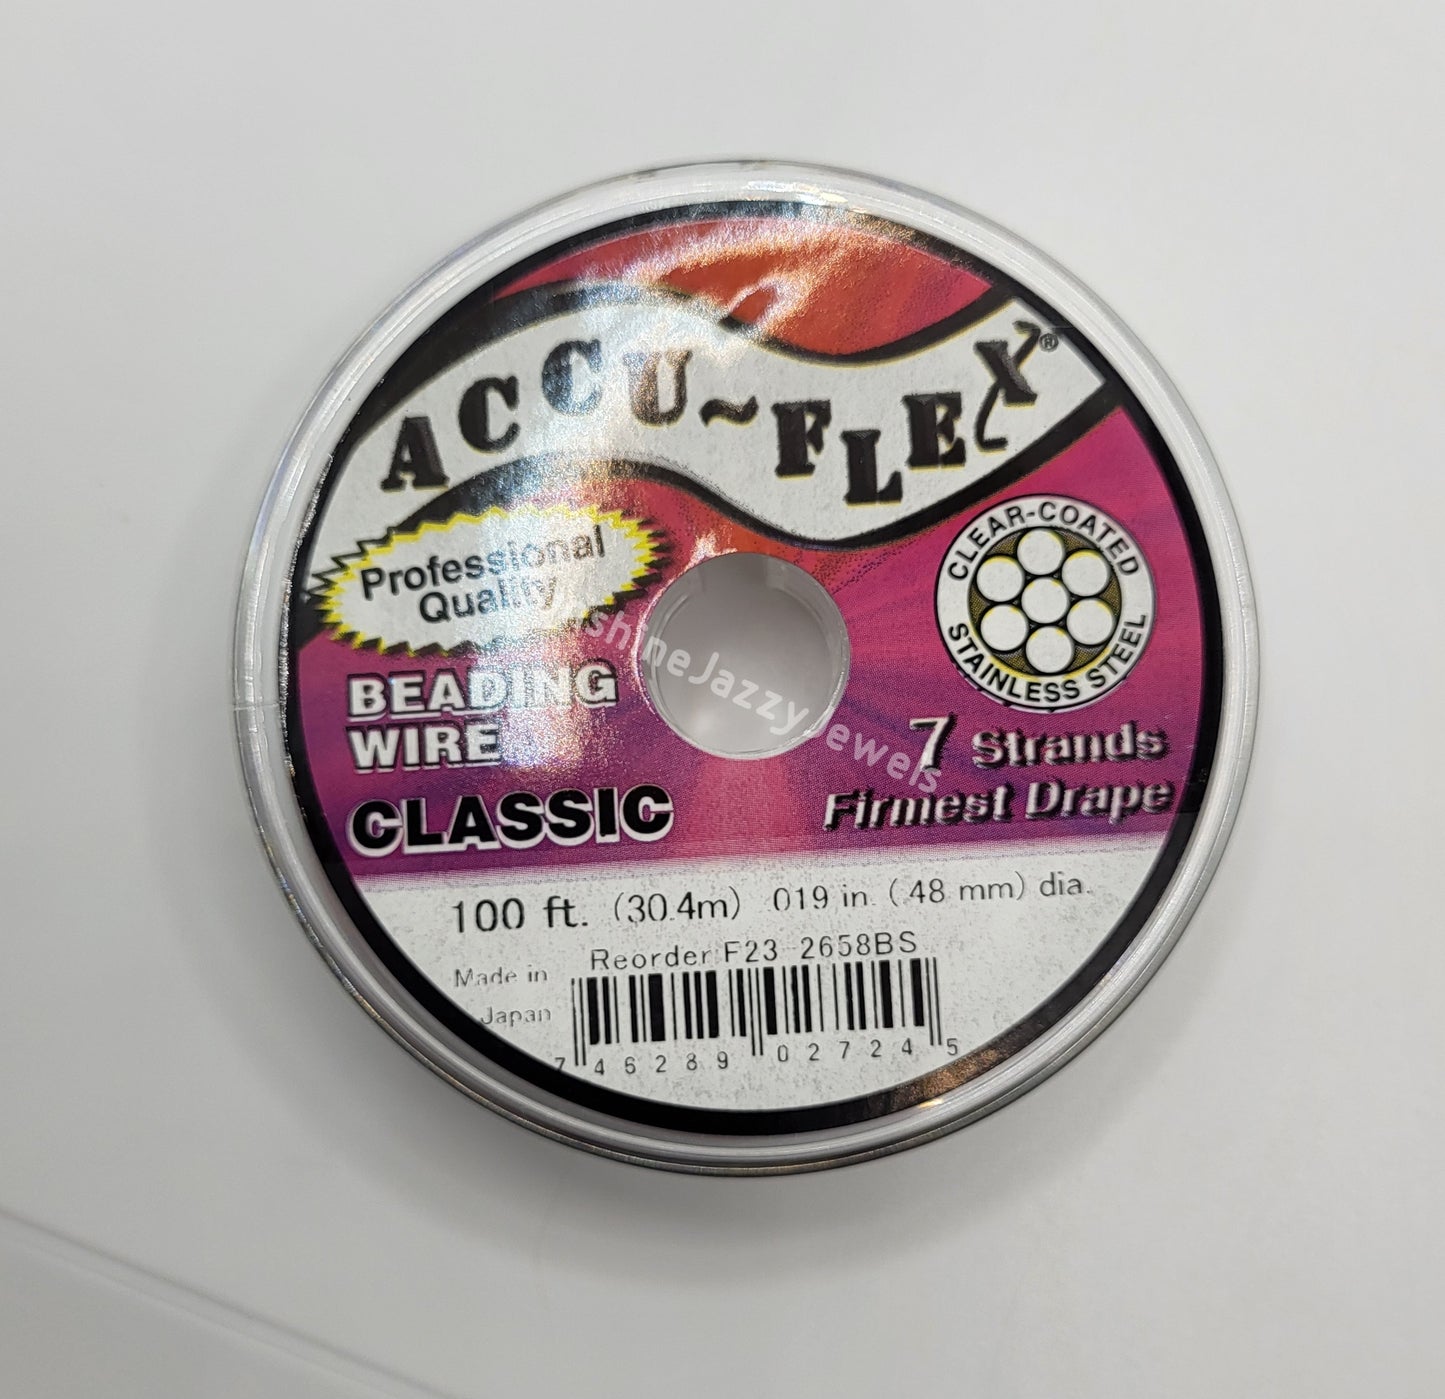 ACCU~FLEX®
Professional
Quality
CLEAR-COATED
STAINLESS STEEL
BEADING
WIRE
CLASSIC
7 Strands
Firmest Drape
100 ft. (30.4m) .019 in. (.48 mm) dia.
Reorder F23-2658BS
Made in
Japan
7 46289 02724 5
shineJazzyJewels